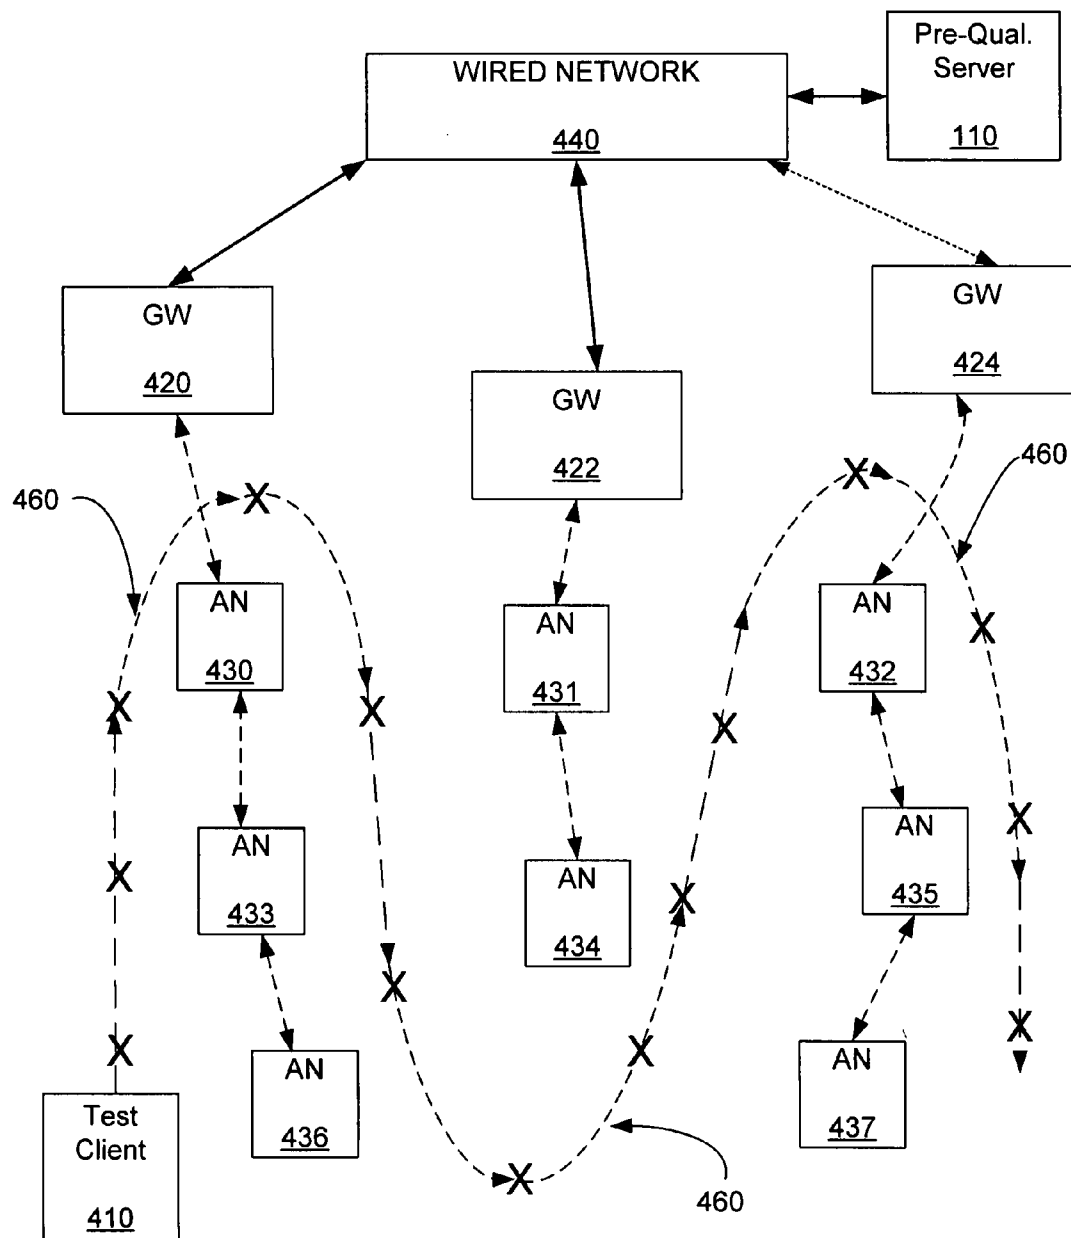 Pre-Qual.
Server
110
WIRED NETWORK
440
GW
420
GW
422
GW
424
460
460
X
X
AN
430
AN
431
AN
432
X
X
X
X
AN
433
AN
434
AN
435
X
X
X
X
X
X
X
AN
436
AN
437
X
460
Test
Client
410